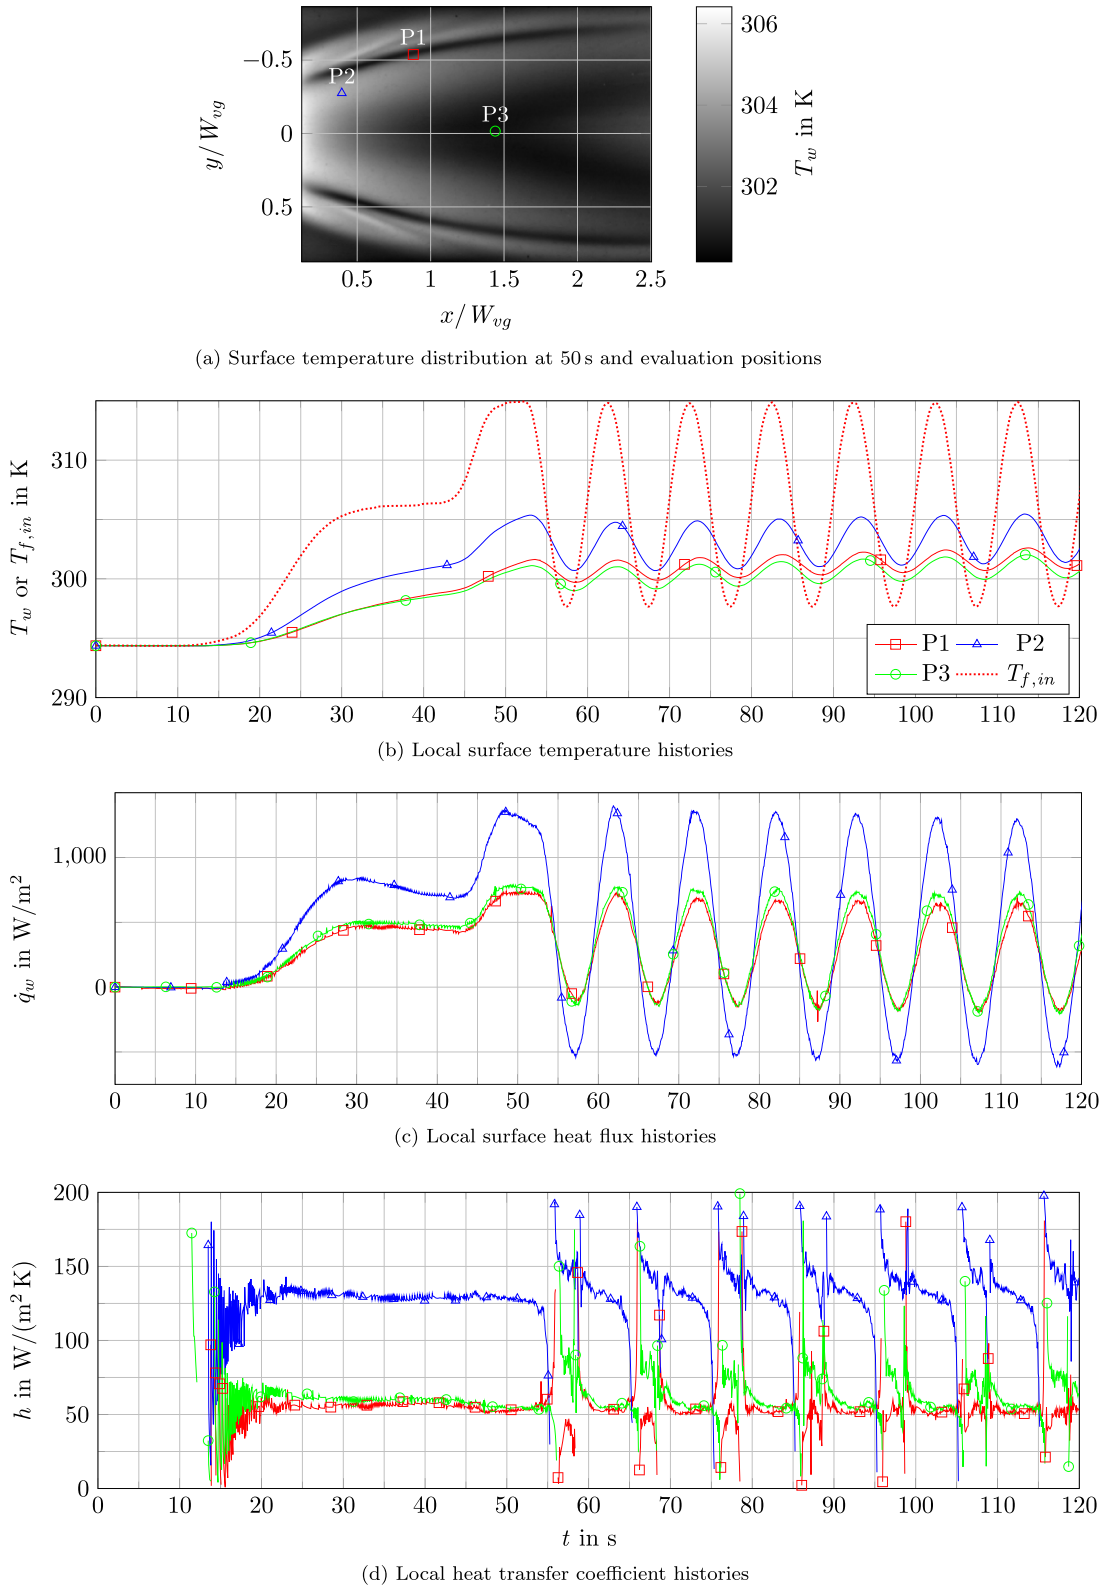 P1
P2
P3
−0.5
0
0.5
y/W_vg
0.5 1 1.5 2 2.5
x/W_vg
306
304
302
T_w in K
(a) Surface temperature distribution at 50 s and evaluation positions
310
300
290
T_w or T_f,in in K
P1 P2
P3 T_f,in
0 10 20 30 40 50 60 70 80 90 100 110 120
(b) Local surface temperature histories
1,000
0
q̇_w in W/m²
0 10 20 30 40 50 60 70 80 90 100 110 120
(c) Local surface heat flux histories
200
150
100
50
0
h in W/(m² K)
0 10 20 30 40 50 60 70 80 90 100 110 120
t in s
(d) Local heat transfer coefficient histories